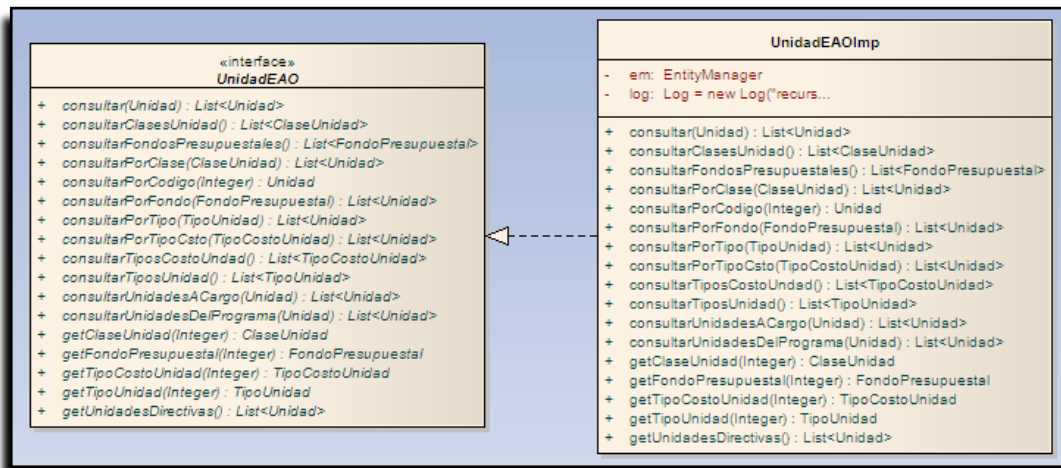 «interface»
UnidadEAO
+ consultar(Unidad) : List<Unidad>
+ consultarClasesUnidad() : List<ClaseUnidad>
+ consultarFondosPresupuestales() : List<FondoPresupuestal>
+ consultarPorClase(ClaseUnidad) : List<Unidad>
+ consultarPorCodigo(Integer) : Unidad
+ consultarPorFondo(FondoPresupuestal) : List<Unidad>
+ consultarPorTipo(TipoUnidad) : List<Unidad>
+ consultarPorTipoCsto(TipoCostoUnidad) : List<Unidad>
+ consultarTiposCostoUndad() : List<TipoCostoUnidad>
+ consultarTiposUnidad() : List<TipoUnidad>
+ consultarUnidadesACargo(Unidad) : List<Unidad>
+ consultarUnidadesDelPrograma(Unidad) : List<Unidad>
+ getClaseUnidad(Integer) : ClaseUnidad
+ getFondoPresupuestal(Integer) : FondoPresupuestal
+ getTipoCostoUnidad(Integer) : TipoCostoUnidad
+ getTipoUnidad(Integer) : TipoUnidad
+ getUnidadesDirectivas() : List<Unidad>
UnidadEAOImp
- em: EntityManager
- log: Log = new Log("recurs...
+ consultar(Unidad) : List<Unidad>
+ consultarClasesUnidad() : List<ClaseUnidad>
+ consultarFondosPresupuestales() : List<FondoPresupuestal>
+ consultarPorClase(ClaseUnidad) : List<Unidad>
+ consultarPorCodigo(Integer) : Unidad
+ consultarPorFondo(FondoPresupuestal) : List<Unidad>
+ consultarPorTipo(TipoUnidad) : List<Unidad>
+ consultarPorTipoCsto(TipoCostoUnidad) : List<Unidad>
+ consultarTiposCostoUndad() : List<TipoCostoUnidad>
+ consultarTiposUnidad() : List<TipoUnidad>
+ consultarUnidadesACargo(Unidad) : List<Unidad>
+ consultarUnidadesDelPrograma(Unidad) : List<Unidad>
+ getClaseUnidad(Integer) : ClaseUnidad
+ getFondoPresupuestal(Integer) : FondoPresupuestal
+ getTipoCostoUnidad(Integer) : TipoCostoUnidad
+ getTipoUnidad(Integer) : TipoUnidad
+ getUnidadesDirectivas() : List<Unidad>